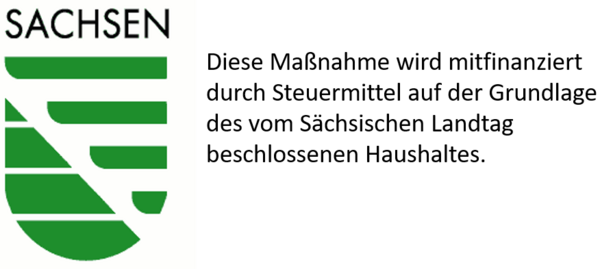 SACHSEN
Diese Maßnahme wird mitfinanziert
durch Steuermittel auf der Grundlage
des vom Sächsischen Landtag
beschlossenen Haushaltes.